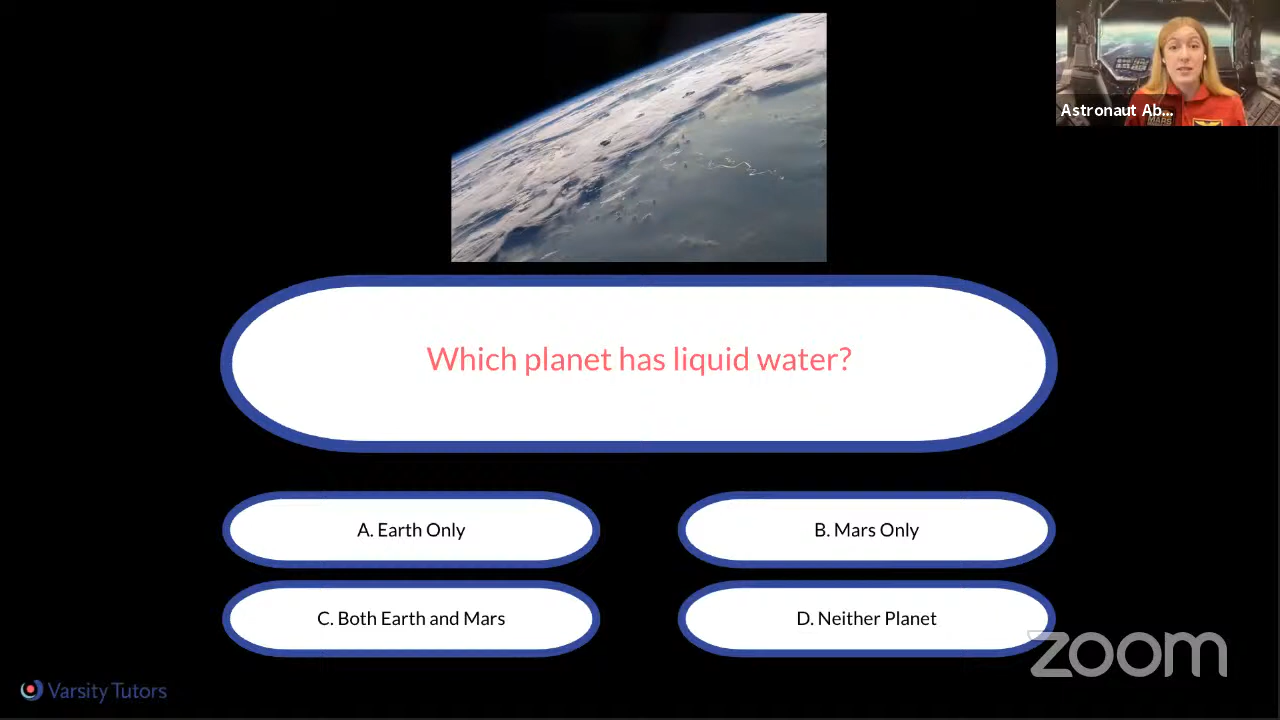 Astronaut Ab...
MARS
Which planet has liquid water?
A. Earth Only
B. Mars Only
C. Both Earth and Mars
D. Neither Planet
zoom
Varsity Tutors